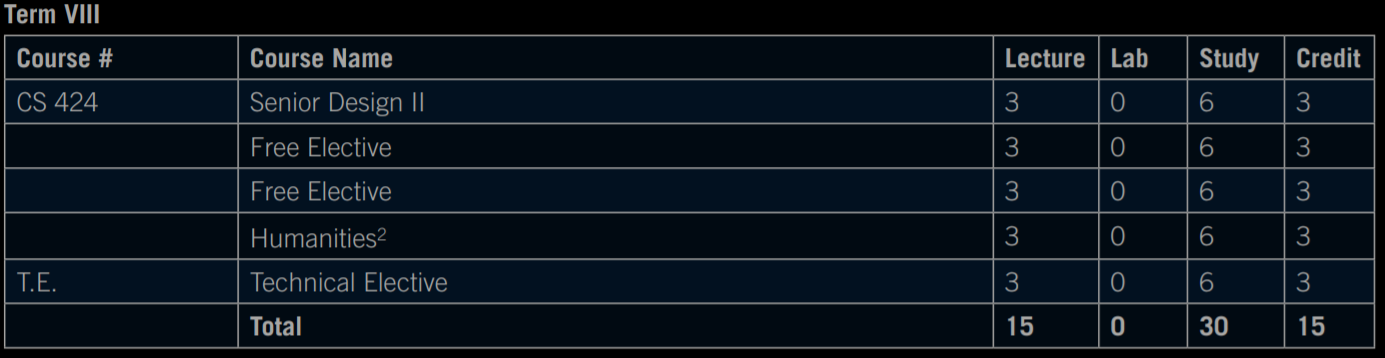 Term VIII
Course # Course Name Lecture Lab Study Credit
CS 424 Senior Design II 3 0 6 3
Free Elective 3 0 6 3
Free Elective 3 0 6 3
Humanities² 3 0 6 3
T.E. Technical Elective 3 0 6 3
Total 15 0 30 15